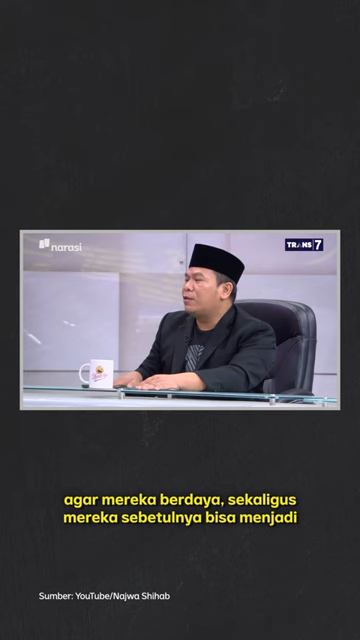 narasi
TRANS 7
agar mereka berdaya, sekaligus
mereka sebetulnya bisa menjadi
Sumber: YouTube/Najwa Shihab